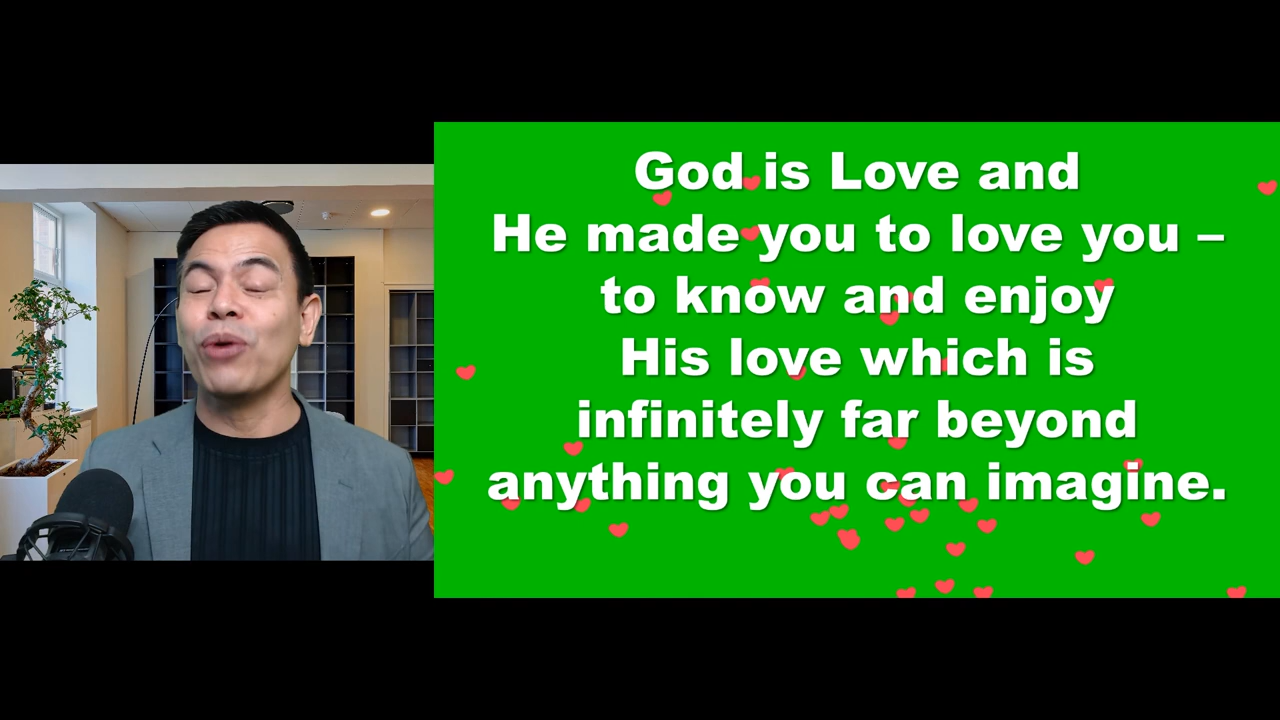 God is Love and
He made you to love you –
to know and enjoy
His love which is
infinitely far beyond
anything you can imagine.